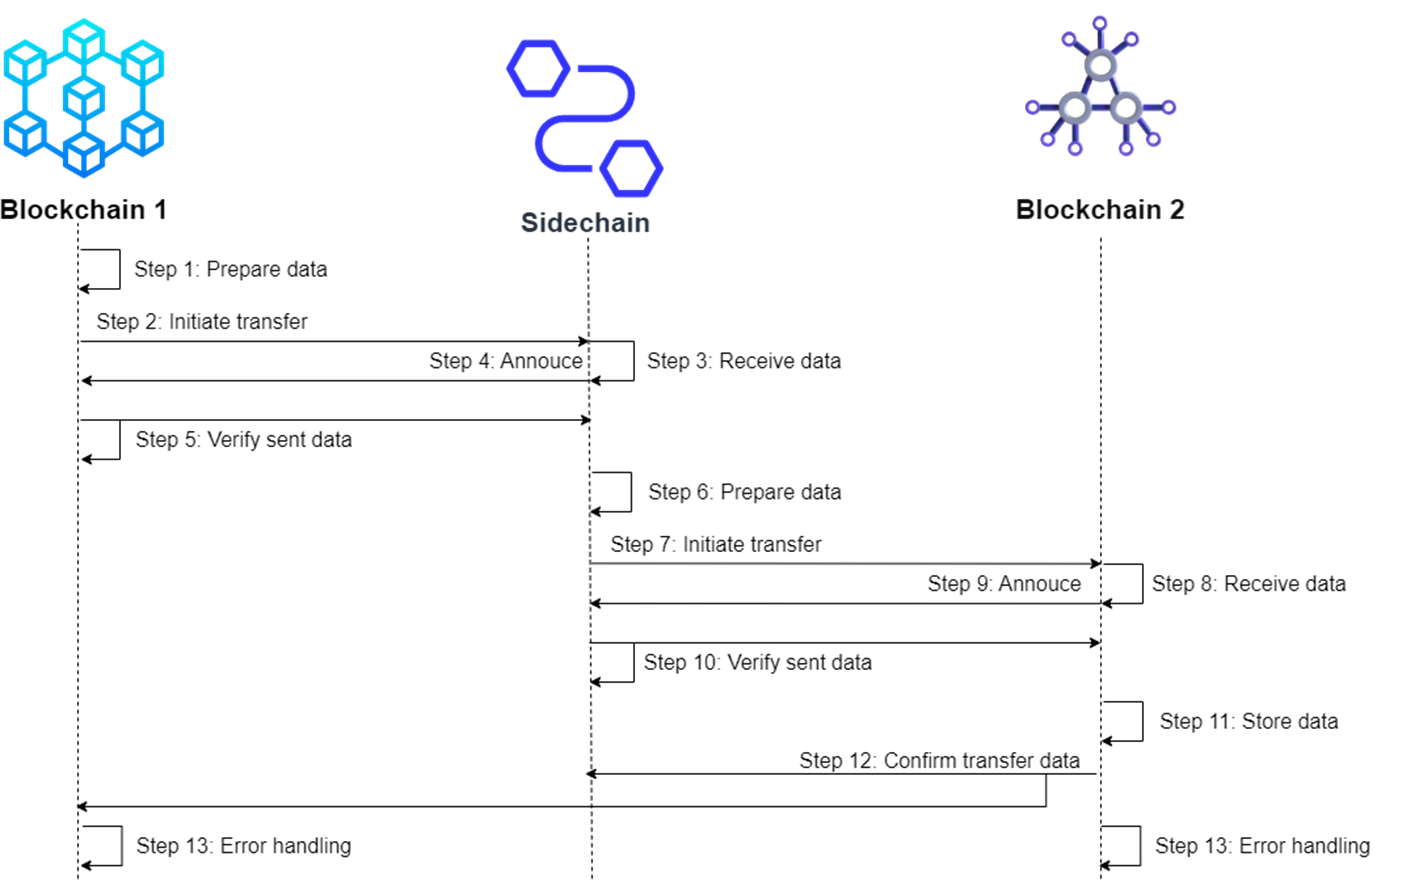 Blockchain 1
Sidechain
Blockchain 2
Step 1: Prepare data
Step 2: Initiate transfer
Step 4: Annouce
Step 3: Receive data
Step 5: Verify sent data
Step 6: Prepare data
Step 7: Initiate transfer
Step 9: Annouce
Step 8: Receive data
Step 10: Verify sent data
Step 11: Store data
Step 12: Confirm transfer data
Step 13: Error handling
Step 13: Error handling